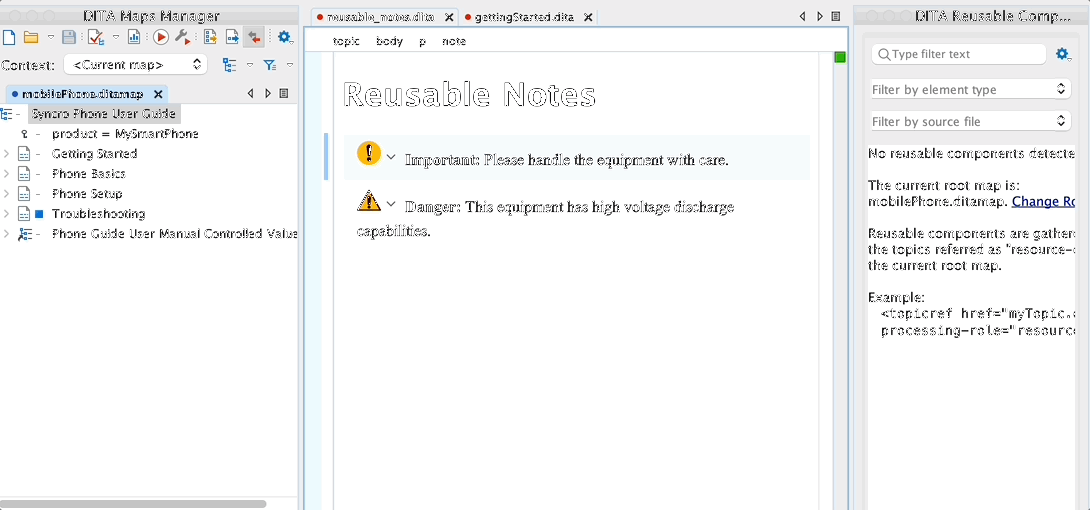 DITA Maps Manager
Context: <Current map>
mobilePhone.ditamap
Syncro Phone User Guide
product = MySmartPhone
Getting Started
Phone Basics
Phone Setup
Troubleshooting
Phone Guide User Manual Controlled Value
reusable_notes.dita
gettingStarted.dita
topic body p note
Reusable Notes
Important: Please handle the equipment with care.
Danger: This equipment has high voltage discharge
capabilities.
DITA Reusable Comp...
Type filter text
Filter by element type
Filter by source file
No reusable components detecte
The current root map is:
mobilePhone.ditamap. Change Ro
Reusable components are gather
the topics referred as "resource-
the current root map.
Example:
<topicref href="myTopic.
processing-role="resourc